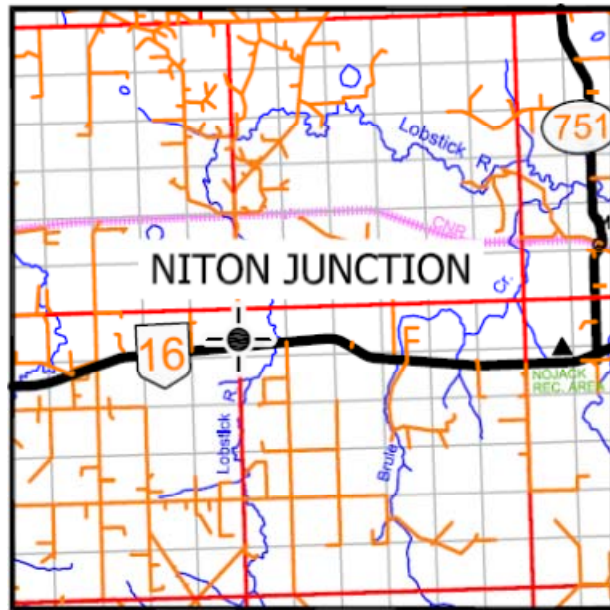 751
Lobstick R
CNR
NITON JUNCTION
Cr.
16
NOJACK
REC. AREA
Lobstick R
Brule